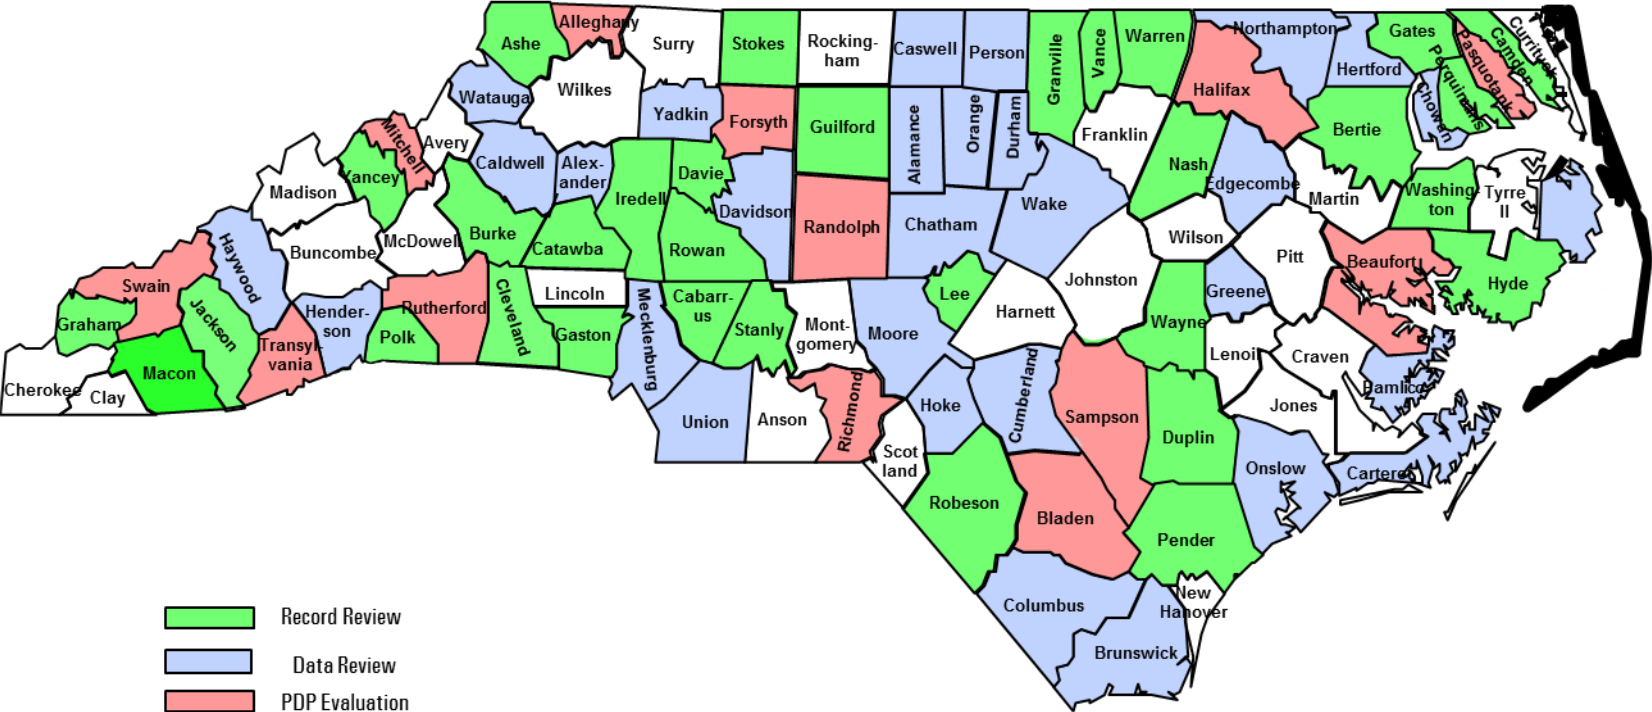 Alleghany
Ashe
Surry
Stokes
Rocking-
ham
Caswell
Person
Granville
Vance
Warren
Northampton
Gates
Hertford
Currituck
Camden
Pasquotank
Perquimans
Chowan
Watauga
Wilkes
Yadkin
Forsyth
Guilford
Alamance
Orange
Durham
Franklin
Halifax
Bertie
Mitchell
Avery
Caldwell
Alex-
ander
Iredell
Davie
Davidson
Randolph
Chatham
Wake
Nash
Edgecombe
Martin
Washing-
ton
Tyrre
ll
Yancey
Madison
Buncombe
McDowell
Burke
Catawba
Rowan
Johnston
Wilson
Pitt
Beaufort
Hyde
Haywood
Swain
Graham
Jackson
Macon
Cherokee
Clay
Transyl-
vania
Hender-
son
Polk
Rutherford
Cleveland
Lincoln
Gaston
Mecklenburg
Cabarr-
us
Stanly
Mont-
gomery
Moore
Lee
Harnett
Wayne
Greene
Lenoir
Craven
Pamlico
Jones
Carteret
Onslow
Duplin
Sampson
Cumberland
Hoke
Scot
land
Richmond
Anson
Union
Robeson
Bladen
Pender
New
Hanover
Columbus
Brunswick
Record Review
Data Review
PDP Evaluation